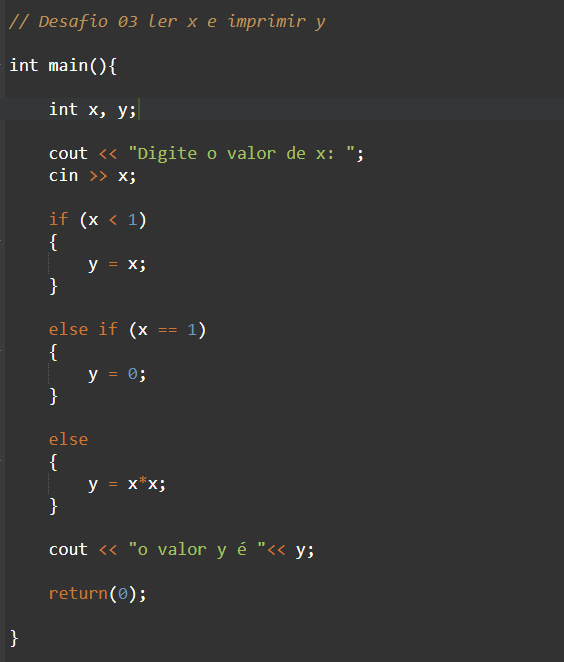 // Desafio 03 ler x e imprimir y
int main(){
int x, y;
cout << "Digite o valor de x: ";
cin >> x;
if (x < 1)
{
y = x;
}
else if (x == 1)
{
y = 0;
}
else
{
y = x*x;
}
cout << "o valor y é "<< y;
return(0);
}